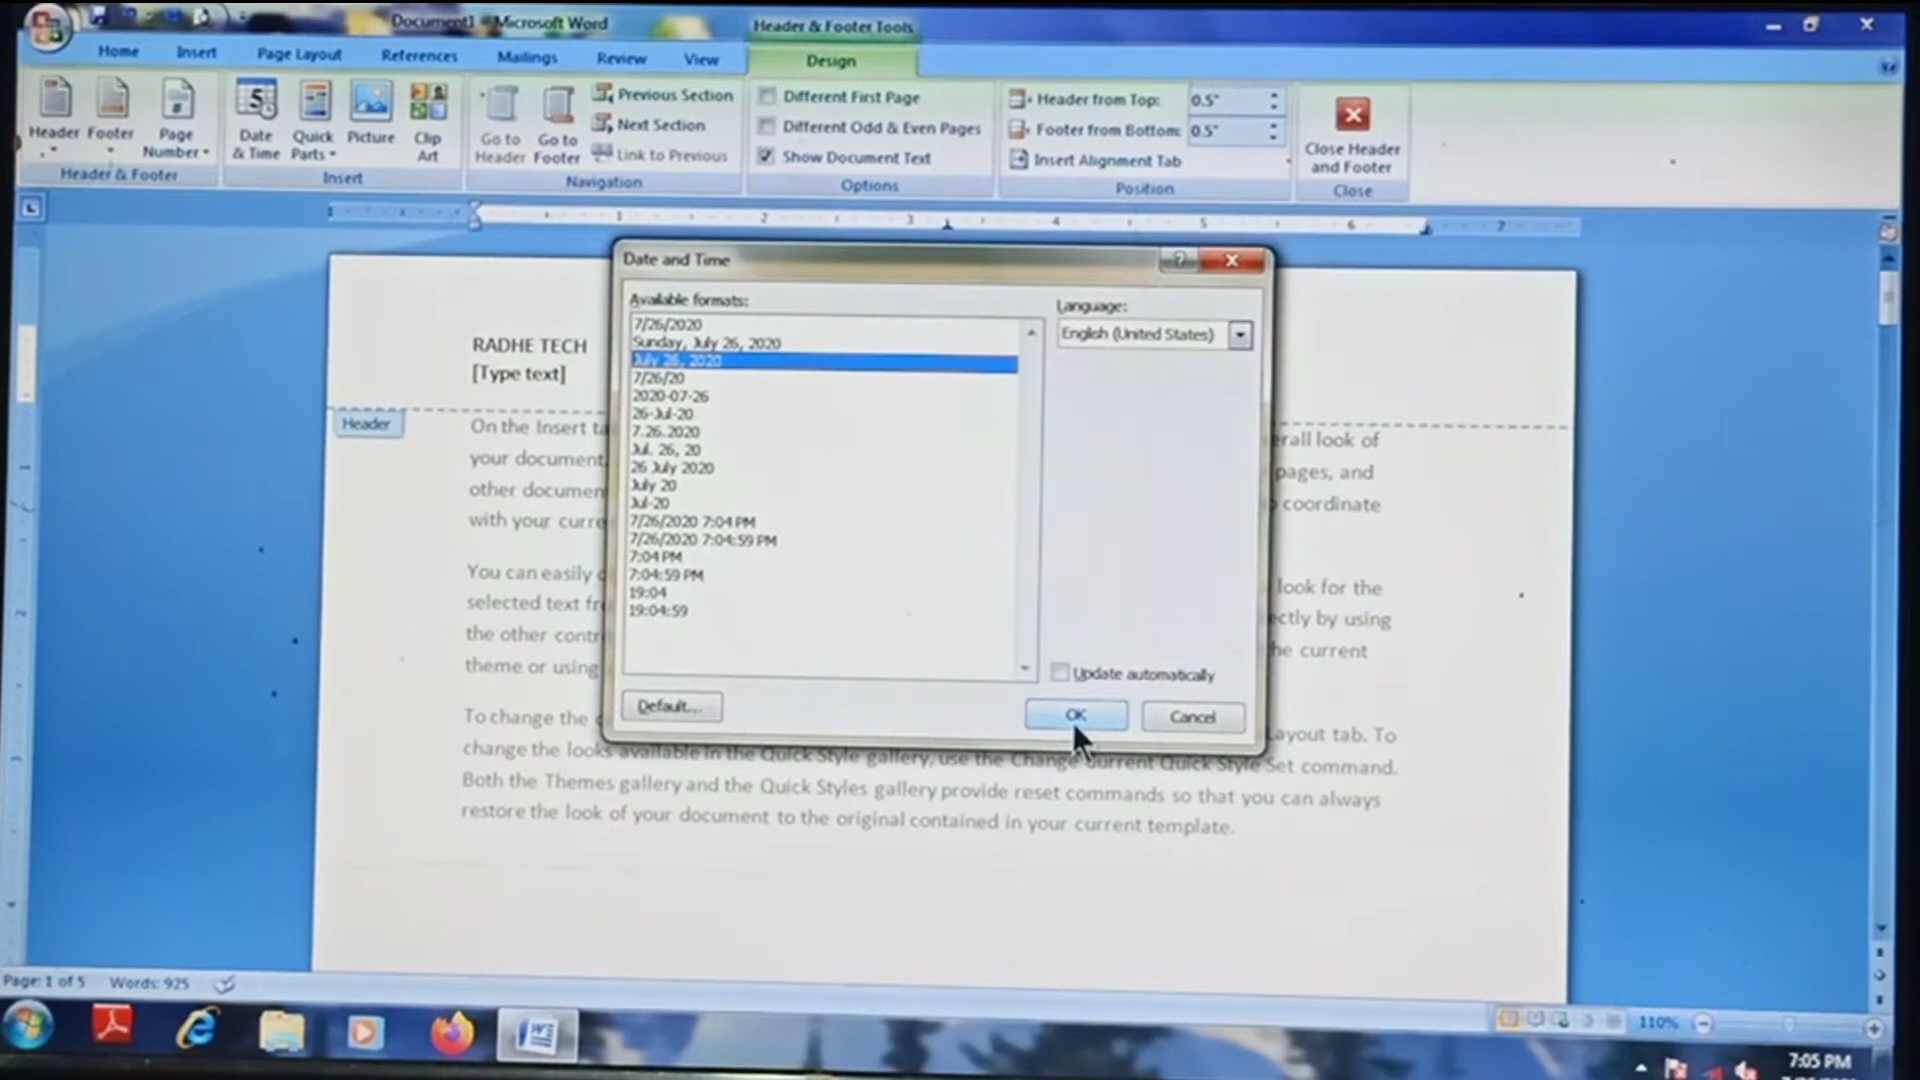 Document1 - Microsoft Word
Header & Footer Tools
Home Insert Page Layout References Mailings Review View Design
Header Footer Page Number
Header & Footer
Date & Time Quick Parts Picture Clip Art
Insert
Go to Header Go to Footer
Previous Section
Next Section
Link to Previous
Navigation
Different First Page
Different Odd & Even Pages
Show Document Text
Options
Header from Top: 0.5"
Footer from Bottom: 0.5"
Insert Alignment Tab
Position
Close Header and Footer
Close
1 1 2 3 4 5 6 7
RADHE TECH
[Type text]
Header
Date and Time
Available formats:
7/26/2020
Sunday, July 26, 2020
July 26, 2020
7/26/20
2020-07-26
26-Jul-20
7.26.2020
Jul. 26, 20
26 July 2020
July 20
Jul-20
7/26/2020 7:04 PM
7/26/2020 7:04:59 PM
7:04 PM
7:04:59 PM
19:04
19:04:59
Language:
English (United States)
Update automatically
Default...
OK
Cancel
On the Insert ta erall look of
your document. pages, and
other documen coordinate
with your curre
You can easily look for the
selected text fr ectly by using
the other contr he current
theme or using
To change the Layout tab. To
change the looks available in the Quick Style gallery, use the Change Current Quick Style Set command.
Both the Themes gallery and the Quick Styles gallery provide reset commands so that you can always
restore the look of your document to the original contained in your current template.
Page: 1 of 5 Words: 925
110%
7:05 PM